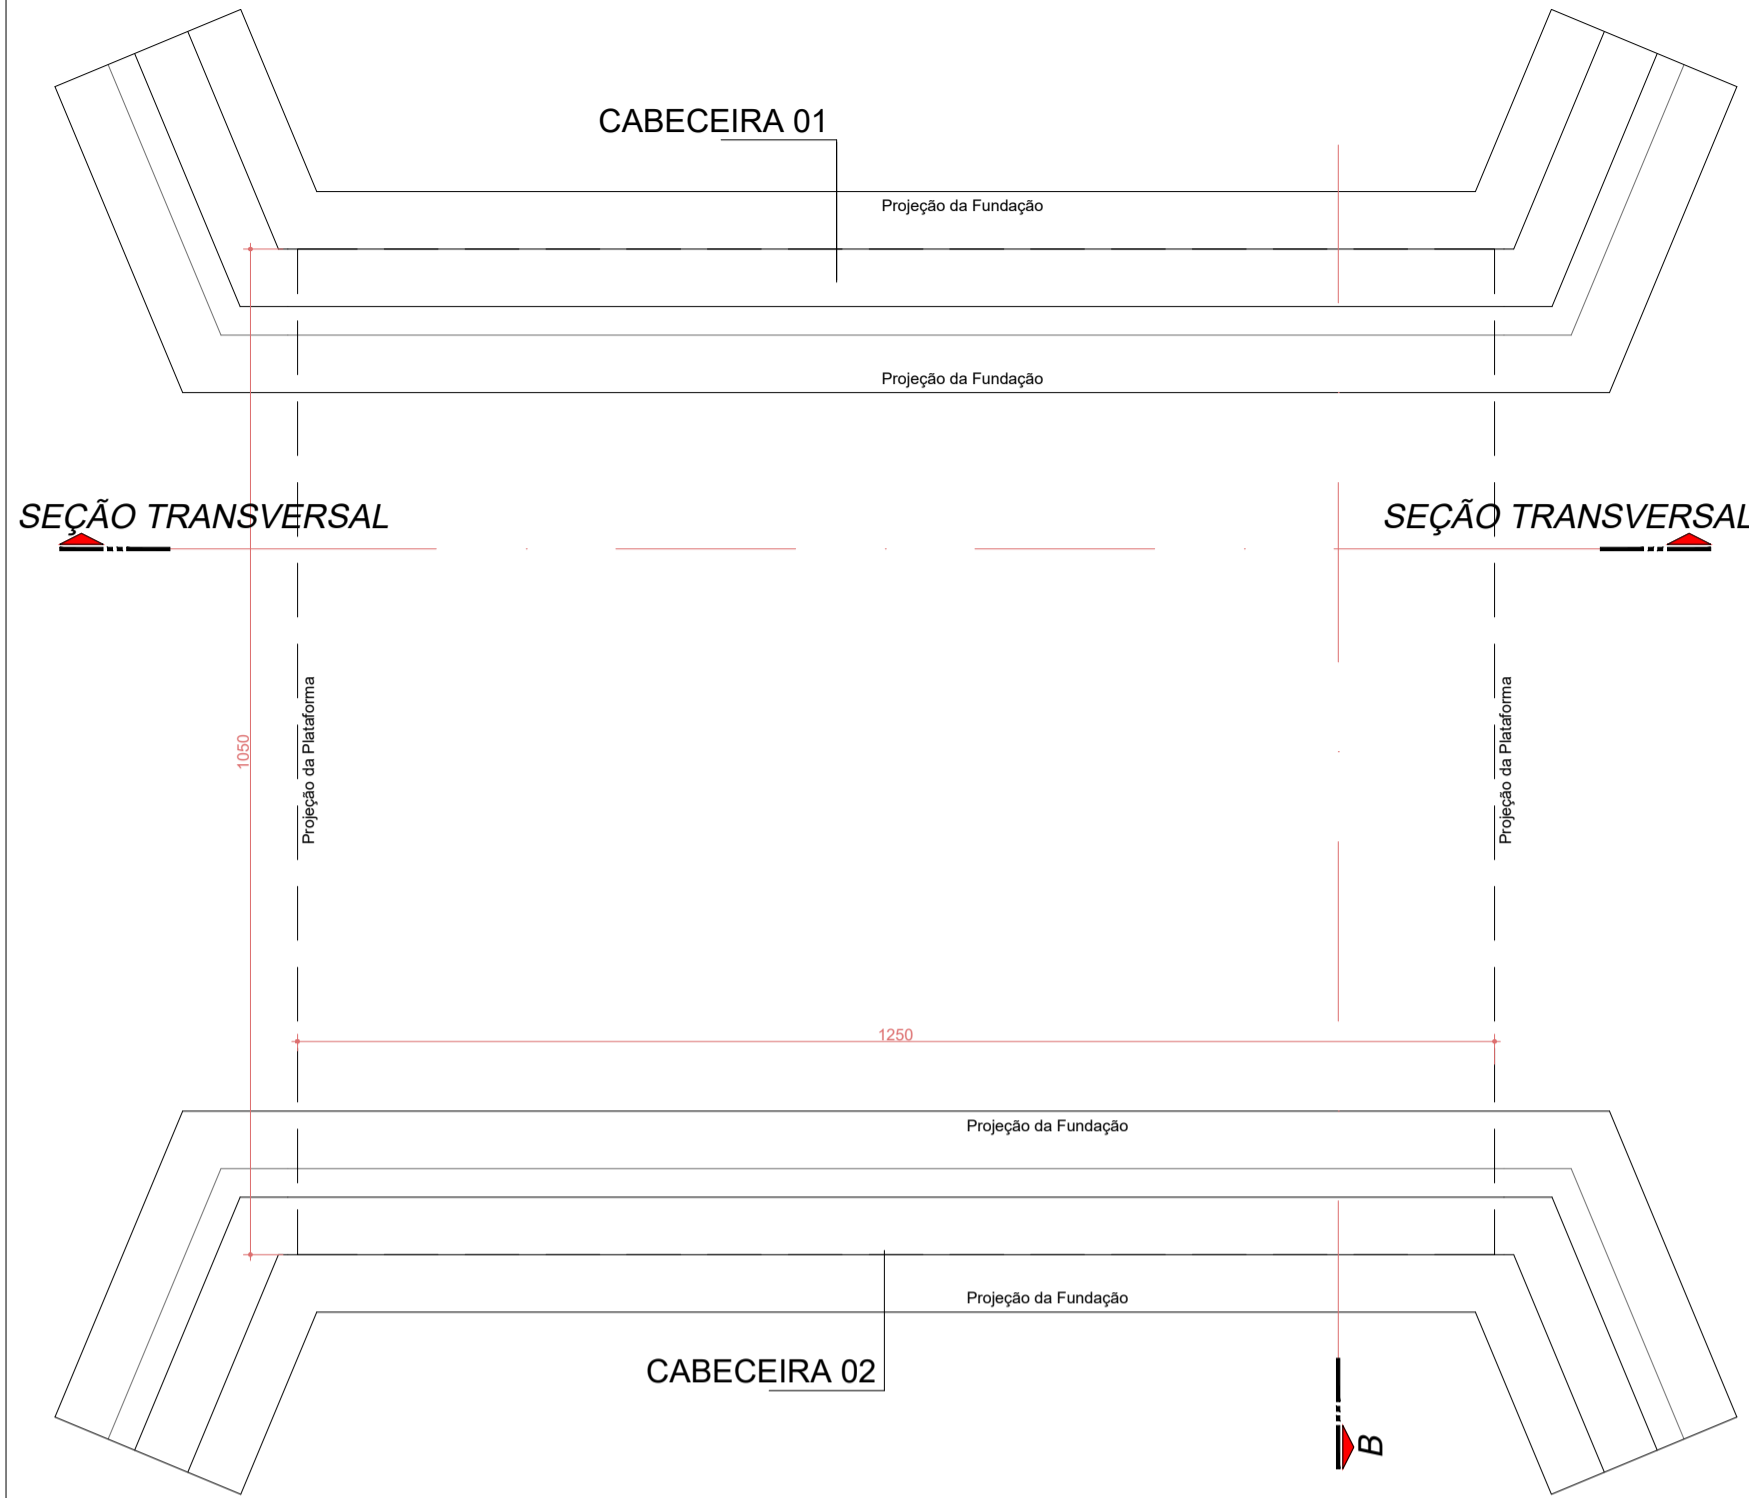 CABECEIRA 01
Projeção da Fundação
Projeção da Fundação
SEÇÃO TRANSVERSAL
SEÇÃO TRANSVERSAL
1050
Projeção da Plataforma
Projeção da Plataforma
1250
Projeção da Fundação
Projeção da Fundação
CABECEIRA 02
B